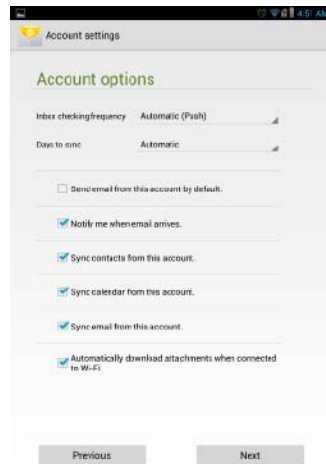 4:51 AM
Account settings
Account options
Inbox checking frequency Automatic (Push)
Days to sync Automatic
Send email from this account by default.
Notify me when email arrives.
Sync contacts from this account.
Sync calendar from this account.
Sync email from this account.
Automatically download attachments when connected
to Wi-Fi
Previous Next